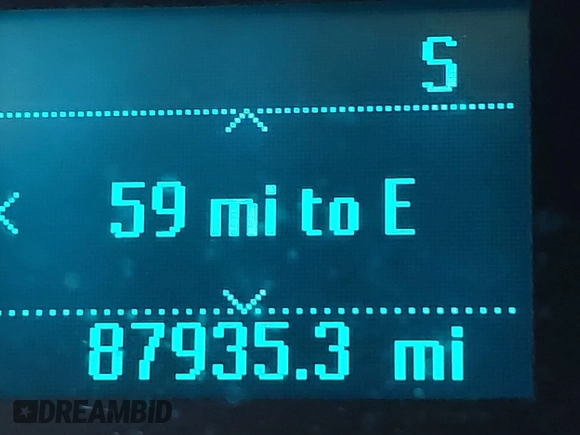 S
59 mi to E
87935.3 mi
DREAMBID